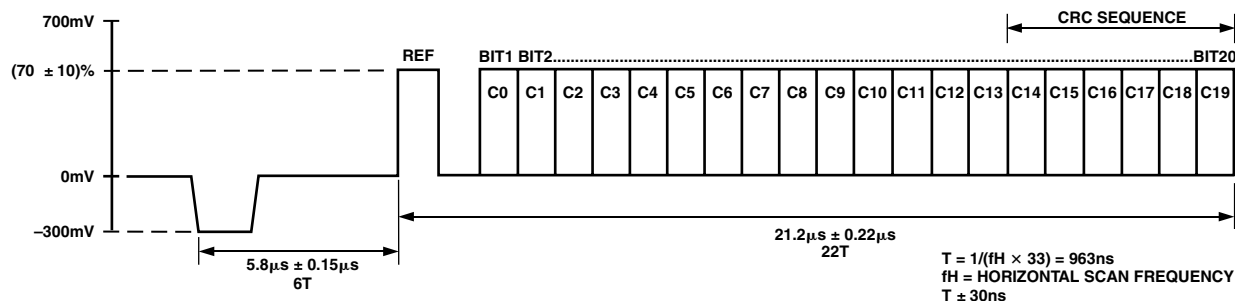 700mV
CRC SEQUENCE
REF
BIT1 BIT2......................................................................................................................................................BIT20
(70 ± 10)%
C0 C1 C2 C3 C4 C5 C6 C7 C8 C9 C10 C11 C12 C13 C14 C15 C16 C17 C18 C19
0mV
–300mV
5.8µs ± 0.15µs
6T
21.2µs ± 0.22µs
22T
T = 1/(fH × 33) = 963ns
fH = HORIZONTAL SCAN FREQUENCY
T ± 30ns